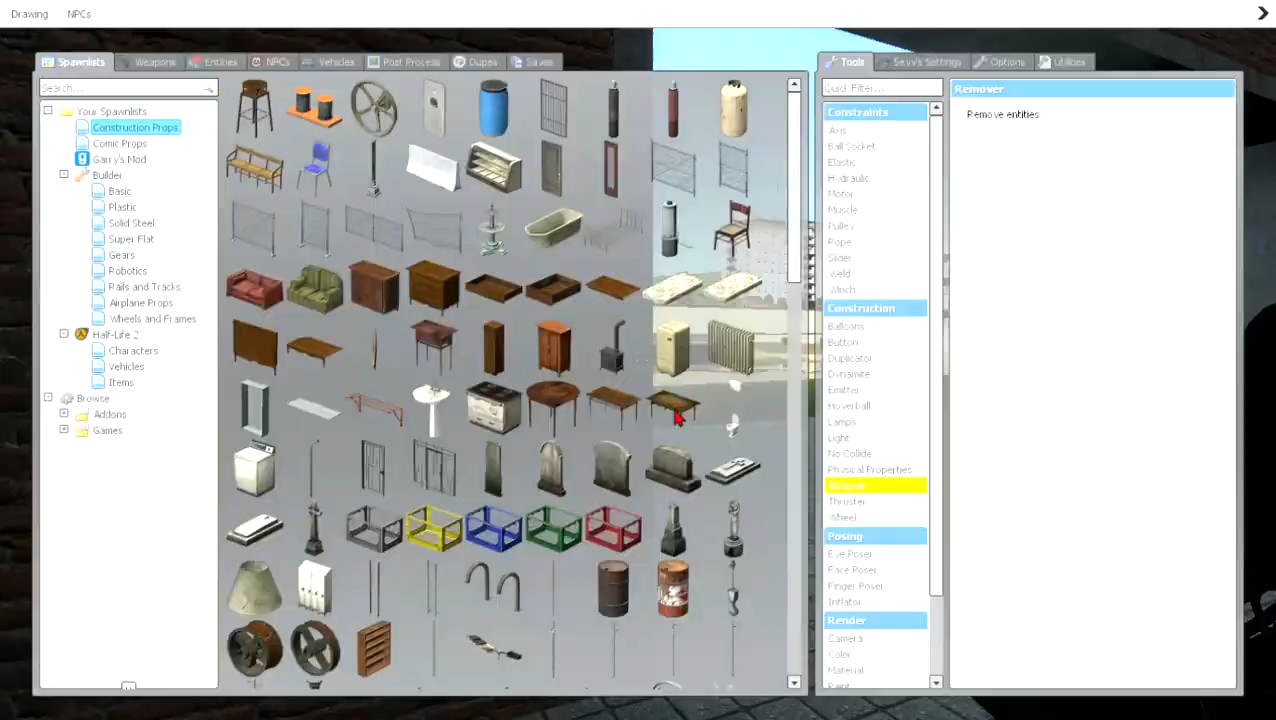 Drawing NPCs
Spawnlists Weapons Entities NPCs Vehicles Post Process Dupes Saves
Search...
Your Spawnlists
Construction Props
Comic Props
Garry's Mod
Builder
Basic
Plastic
Solid Steel
Super Flat
Gears
Robotics
Rails and Tracks
Airplane Props
Wheels and Frames
Half-Life 2
Characters
Vehicles
Items
Browse
Addons
Games
Tools Sevv's Settings Options Utilities
Quick Filter...
Constraints
Axis
Ball Socket
Elastic
Hydraulic
Motor
Muscle
Pulley
Rope
Slider
Weld
Winch
Construction
Balloons
Button
Duplicator
Dynamite
Emitter
Hoverball
Lamps
Light
No Collide
Physical Properties
Remover
Thruster
Wheel
Posing
Eye Poser
Face Poser
Finger Poser
Inflator
Render
Camera
Color
Material
Paint
Remover
Remove entities